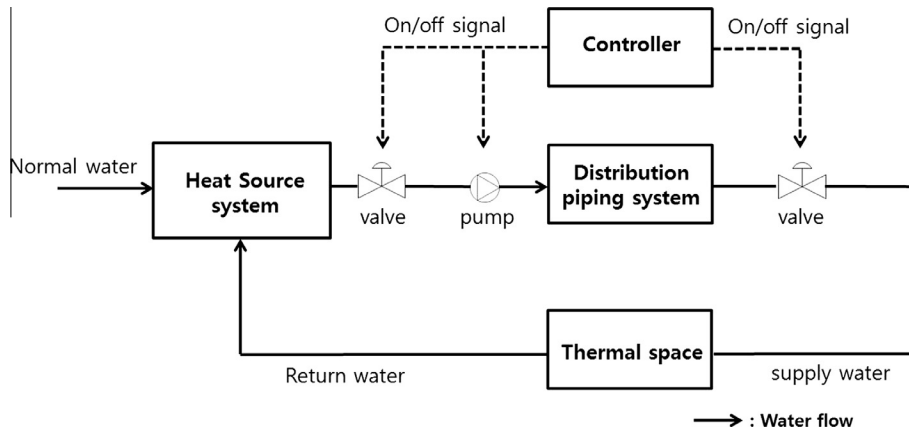 On/off signal
Controller
On/off signal
Normal water
Heat Source
system
valve
pump
Distribution
piping system
valve
Thermal space
Return water
supply water
: Water flow